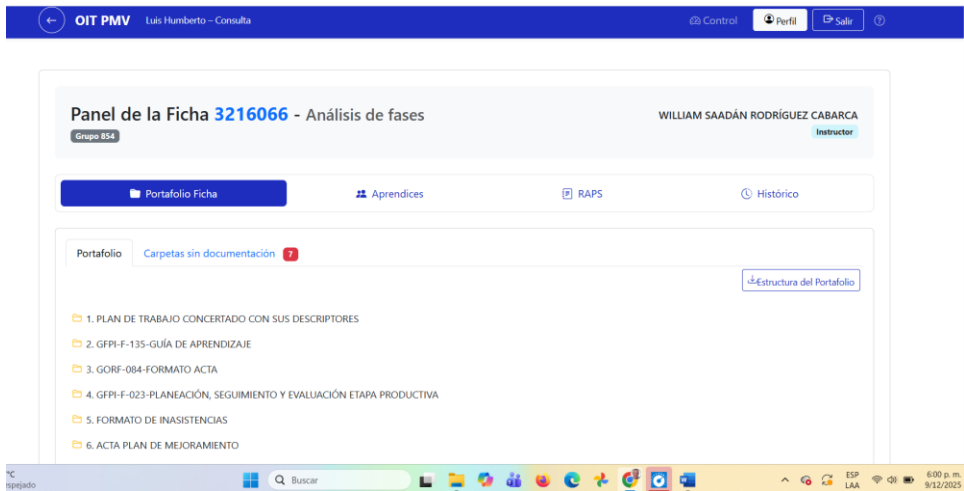 OIT PMV Luis Humberto – Consulta Control Perfil Salir
Panel de la Ficha 3216066 - Análisis de fases
Grupo 854
WILLIAM SAADÁN RODRÍGUEZ CABARCA
Instructor
Portafolio Ficha Aprendices RAPS Histórico
Portafolio Carpetas sin documentación 7
Estructura del Portafolio
1. PLAN DE TRABAJO CONCERTADO CON SUS DESCRIPTORES
2. GFPI-F-135-GUÍA DE APRENDIZAJE
3. GORF-084-FORMATO ACTA
4. GFPI-F-023-PLANEACIÓN, SEGUIMIENTO Y EVALUACIÓN ETAPA PRODUCTIVA
5. FORMATO DE INASISTENCIAS
6. ACTA PLAN DE MEJORAMIENTO
°C
espejado
Buscar
ESP
LAA
6:00 p. m.
9/12/2025